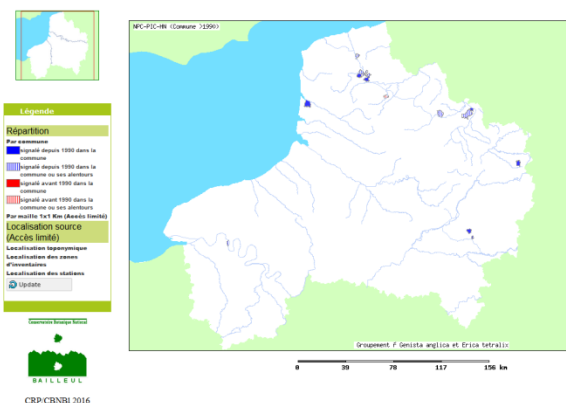 NPC-PIC-HN (Commune >1990)
Légende
Répartition
Par commune
signalé depuis 1990 dans la
commune
signalé depuis 1990 dans la
commune ou ses alentours
signalé avant 1990 dans la
commune
signalé avant 1990 dans la
commune ou ses alentours
Par maille 1x1 Km (Accès limité)
Localisation source
(Accès limité)
Localisation toponymique
Localisation des zones
d'inventaires
Localisation des stations
Update
Groupement f Genista anglica et Erica tetralix
0 39 78 117 156 km
Conservatoire Botanique National
BAILLEUL
CRP/CBNBl 2016